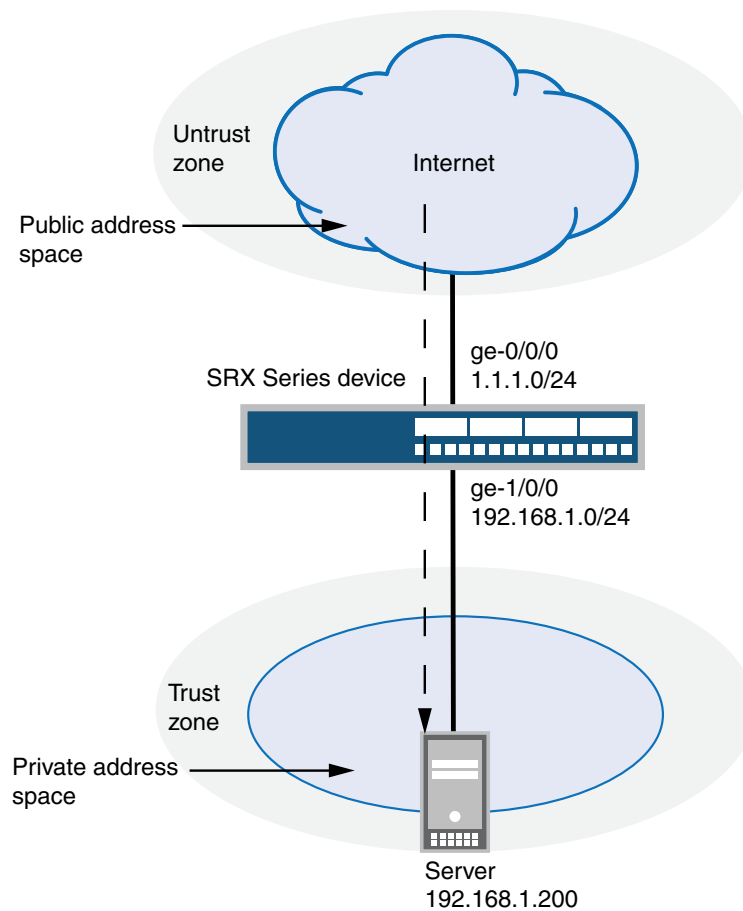 Untrust
zone
Internet
Public address
space
ge-0/0/0
1.1.1.0/24
SRX Series device
ge-1/0/0
192.168.1.0/24
Trust
zone
Private address
space
Server
192.168.1.200